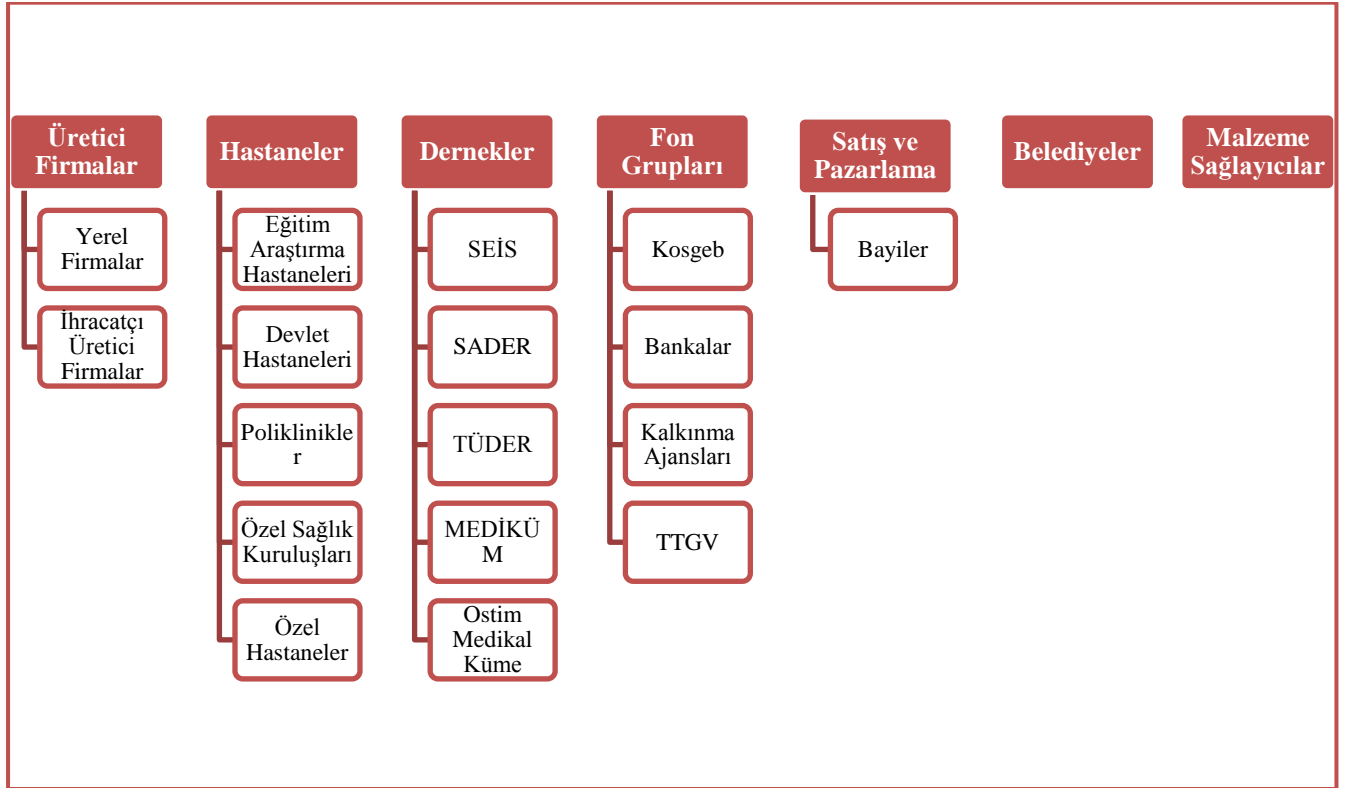 Üretici
Firmalar
Yerel
Firmalar
İhracatçı
Üretici
Firmalar
Hastaneler
Eğitim
Araştırma
Hastaneleri
Devlet
Hastaneleri
Poliklinikle
r
Özel Sağlık
Kuruluşları
Özel
Hastaneler
Dernekler
SEİS
SADER
TÜDER
MEDİKÜ
M
Ostim
Medikal
Küme
Fon
Grupları
Kosgeb
Bankalar
Kalkınma
Ajansları
TTGV
Satış ve
Pazarlama
Bayiler
Belediyeler
Malzeme
Sağlayıcılar